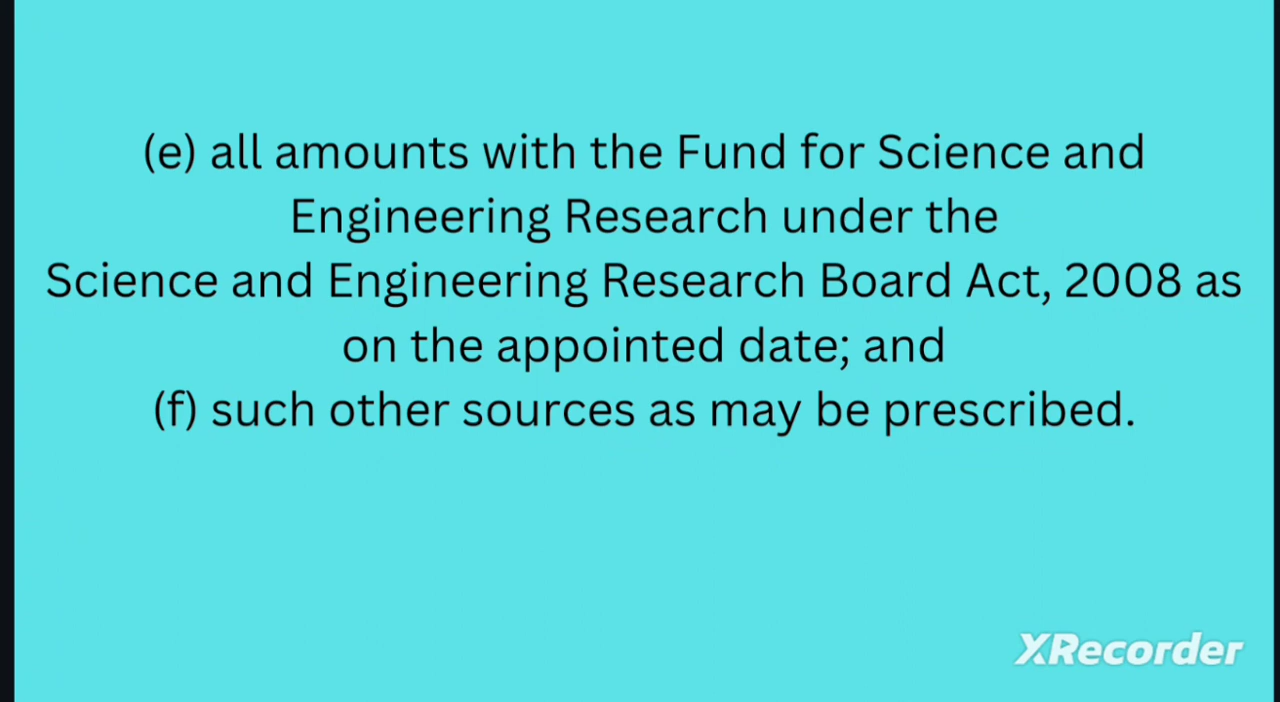 (e) all amounts with the Fund for Science and
Engineering Research under the
Science and Engineering Research Board Act, 2008 as
on the appointed date; and
(f) such other sources as may be prescribed.
XRecorder